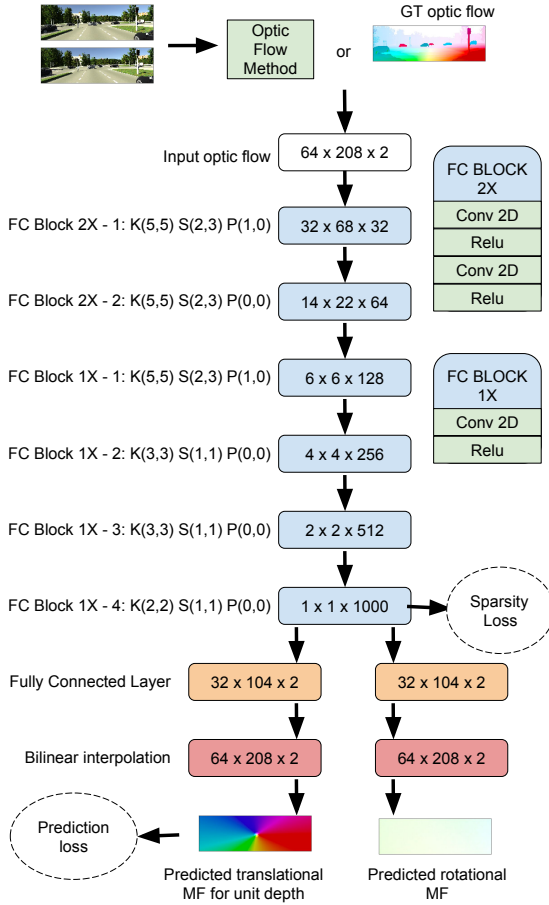 Optic
Flow
Method
or
GT optic flow
Input optic flow
64 x 208 x 2
FC BLOCK
2X
Conv 2D
Relu
Conv 2D
Relu
FC Block 2X - 1: K(5,5) S(2,3) P(1,0)
32 x 68 x 32
FC Block 2X - 2: K(5,5) S(2,3) P(0,0)
14 x 22 x 64
FC Block 1X - 1: K(5,5) S(2,3) P(1,0)
6 x 6 x 128
FC BLOCK
1X
Conv 2D
Relu
FC Block 1X - 2: K(3,3) S(1,1) P(0,0)
4 x 4 x 256
FC Block 1X - 3: K(3,3) S(1,1) P(0,0)
2 x 2 x 512
FC Block 1X - 4: K(2,2) S(1,1) P(0,0)
1 x 1 x 1000
Sparsity
Loss
Fully Connected Layer
32 x 104 x 2
32 x 104 x 2
Bilinear interpolation
64 x 208 x 2
64 x 208 x 2
Prediction
loss
Predicted translational
MF for unit depth
Predicted rotational
MF